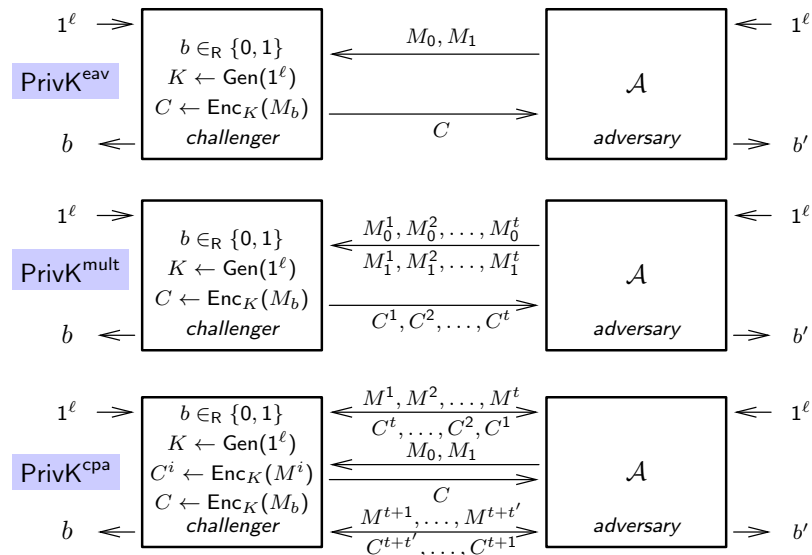 1^ℓ
PrivK^eav
b
b ∈_R {0, 1}
K ← Gen(1^ℓ)
C ← Enc_K(M_b)
challenger
M_0, M_1
C
𝒜
adversary
1^ℓ
b′
1^ℓ
PrivK^mult
b
b ∈_R {0, 1}
K ← Gen(1^ℓ)
C ← Enc_K(M_b)
challenger
M_0^1, M_0^2, . . . , M_0^t
M_1^1, M_1^2, . . . , M_1^t
C^1, C^2, . . . , C^t
𝒜
adversary
1^ℓ
b′
1^ℓ
PrivK^cpa
b
b ∈_R {0, 1}
K ← Gen(1^ℓ)
C^i ← Enc_K(M^i)
C ← Enc_K(M_b)
challenger
M^1, M^2, . . . , M^t
C^t, . . . , C^2, C^1
M_0, M_1
C
M^{t+1}, . . . , M^{t+t′}
C^{t+t′}, . . . , C^{t+1}
𝒜
adversary
1^ℓ
b′